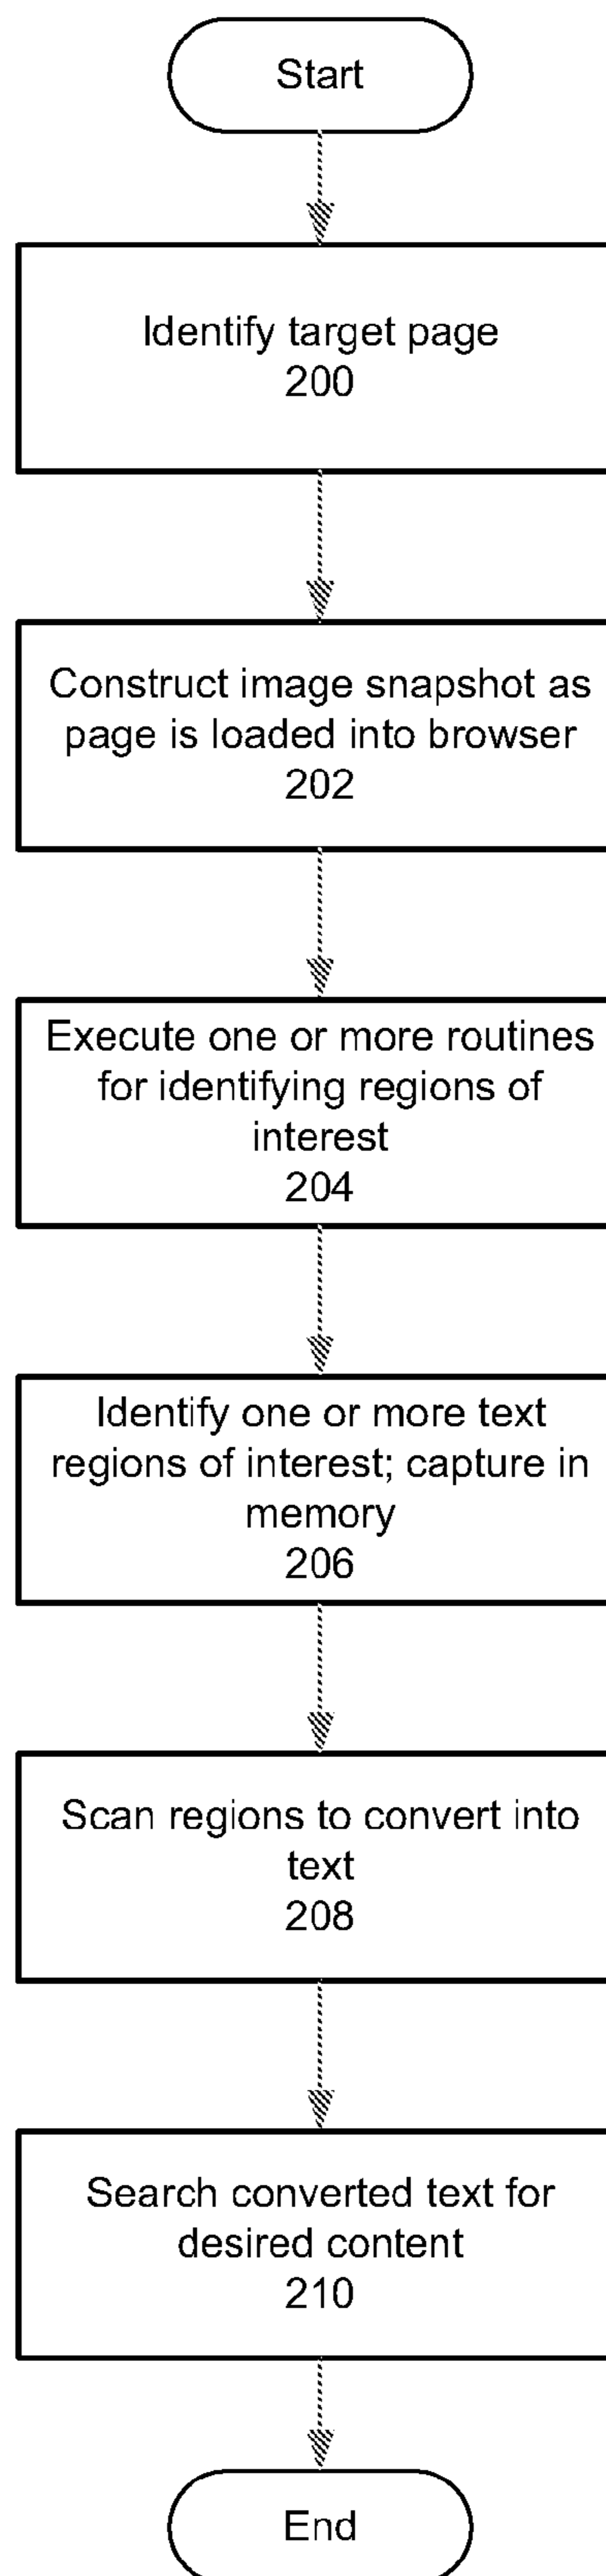 Start
Identify target page
200
Construct image snapshot as
page is loaded into browser
202
Execute one or more routines
for identifying regions of
interest
204
Identify one or more text
regions of interest; capture in
memory
206
Scan regions to convert into
text
208
Search converted text for
desired content
210
End